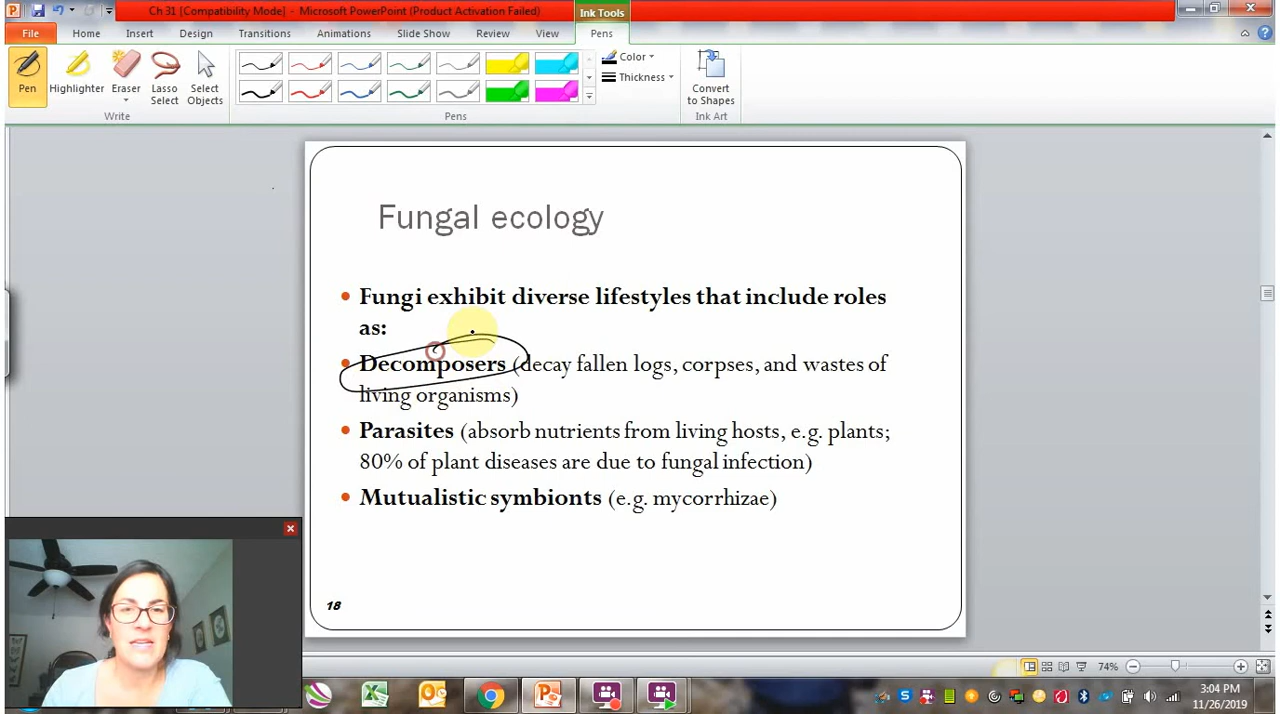 Ch 31 [Compatibility Mode] - Microsoft PowerPoint (Product Activation Failed)
Ink Tools
File Home Insert Design Transitions Animations Slide Show Review View Pens
Pen Highlighter Eraser Lasso Select Select Objects
Color
Thickness
Convert to Shapes
Write Pens Ink Art
Fungal ecology
• Fungi exhibit diverse lifestyles that include roles
as:
• Decomposers (decay fallen logs, corpses, and wastes of
living organisms)
• Parasites (absorb nutrients from living hosts, e.g. plants;
80% of plant diseases are due to fungal infection)
• Mutualistic symbionts (e.g. mycorrhizae)
18
74%
3:04 PM
11/26/2019